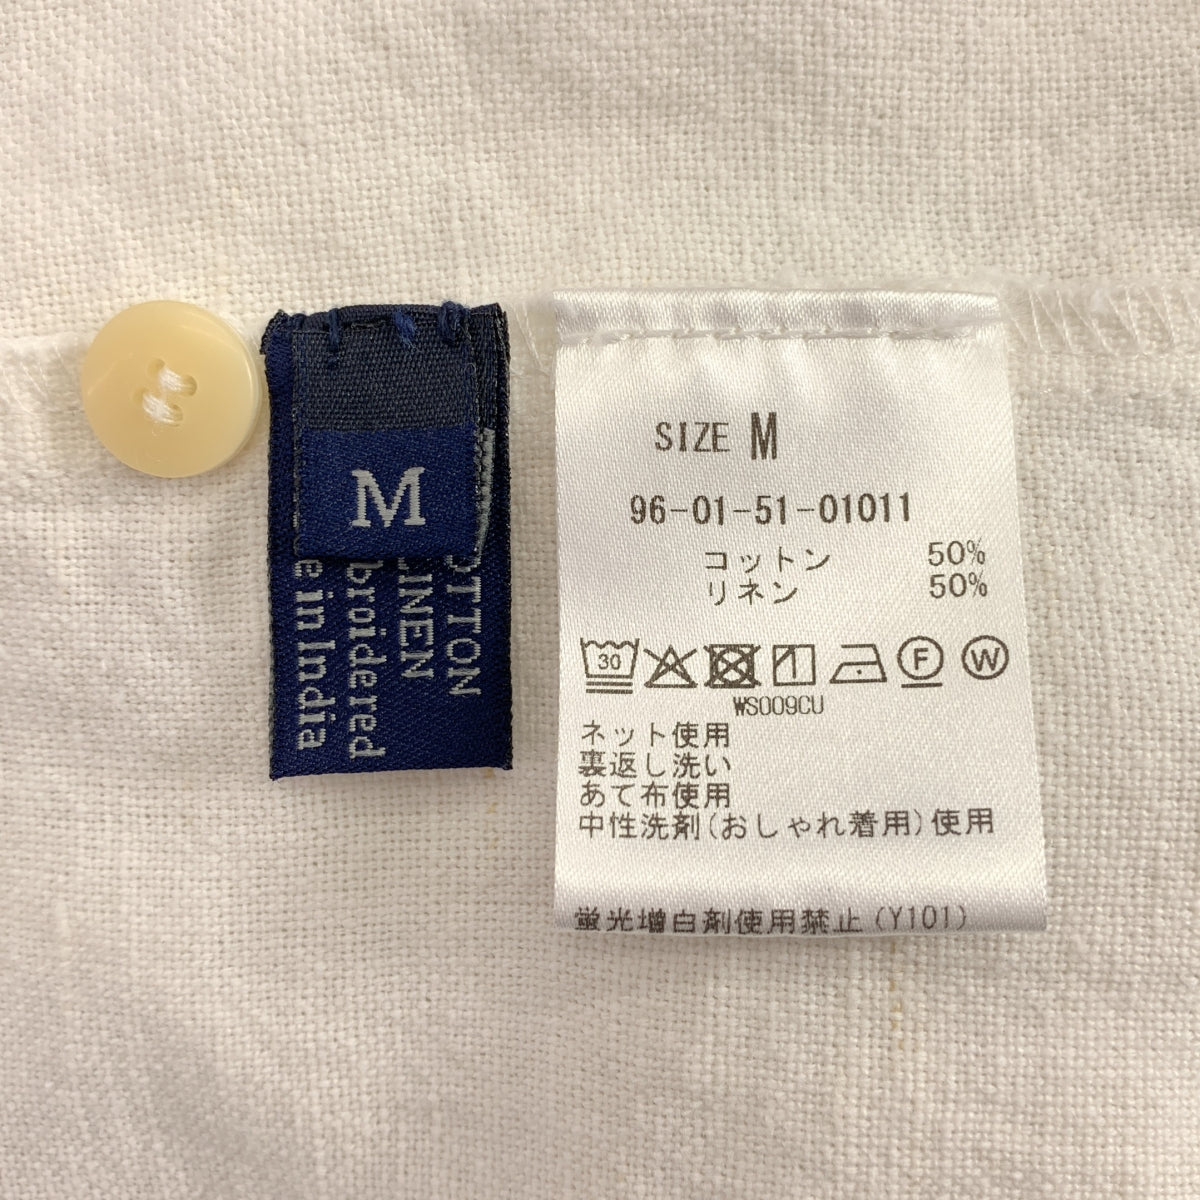 M
OTTON
LINEN
broidered
e in India
SIZE M
96-01-51-01011
コットン 50%
リネン 50%
30
F
W
WS009CU
ネット使用
裏返し洗い
あて布使用
中性洗剤(おしゃれ着用)使用
蛍光増白剤使用禁止(Y101)